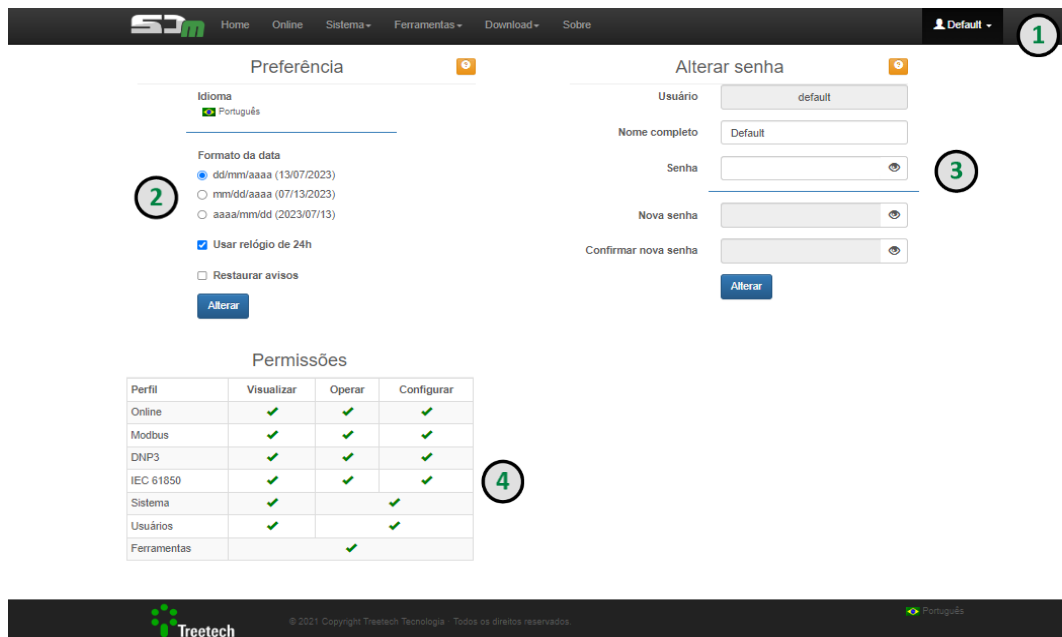 SDm Home Online Sistema Ferramentas Download Sobre Default 1
Preferência
Idioma
Português
Formato da data
dd/mm/aaaa (13/07/2023)
mm/dd/aaaa (07/13/2023)
aaaa/mm/dd (2023/07/13)
2
Usar relógio de 24h
Restaurar avisos
Alterar
Alterar senha
Usuário default
Nome completo Default
Senha
3
Nova senha
Confirmar nova senha
Alterar
Permissões
Perfil Visualizar Operar Configurar
Online
Modbus
DNP3
IEC 61850
Sistema
Usuários
Ferramentas
4
Treetech
© 2021 Copyright Treetech Tecnologia · Todos os direitos reservados.
Português